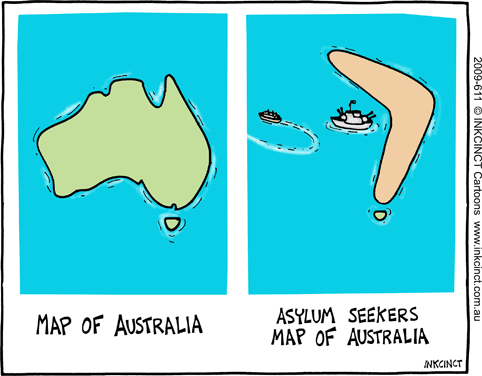 MAP OF AUSTRALIA
ASYLUM SEEKERS
MAP OF AUSTRALIA
INKCINCT
2009-611 © INKCINCT Cartoons www.inkcinct.com.au